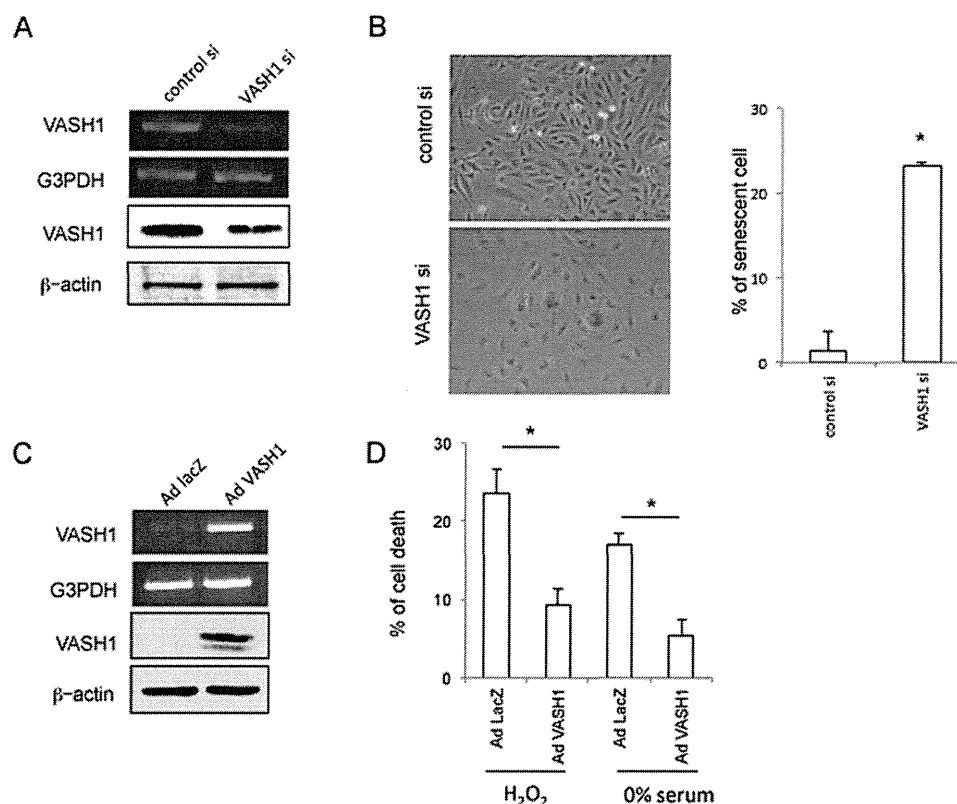 A
control si
VASH1 si
VASH1
G3PDH
VASH1
β-actin
B
control si
VASH1 si
% of senescent cell
30
20
10
0
*
control si
VASH1 si
C
Ad lacZ
Ad VASH1
VASH1
G3PDH
VASH1
β-actin
D
% of cell death
30
20
10
0
*
*
Ad LacZ
Ad VASH1
Ad LacZ
Ad VASH1
H₂O₂
0% serum